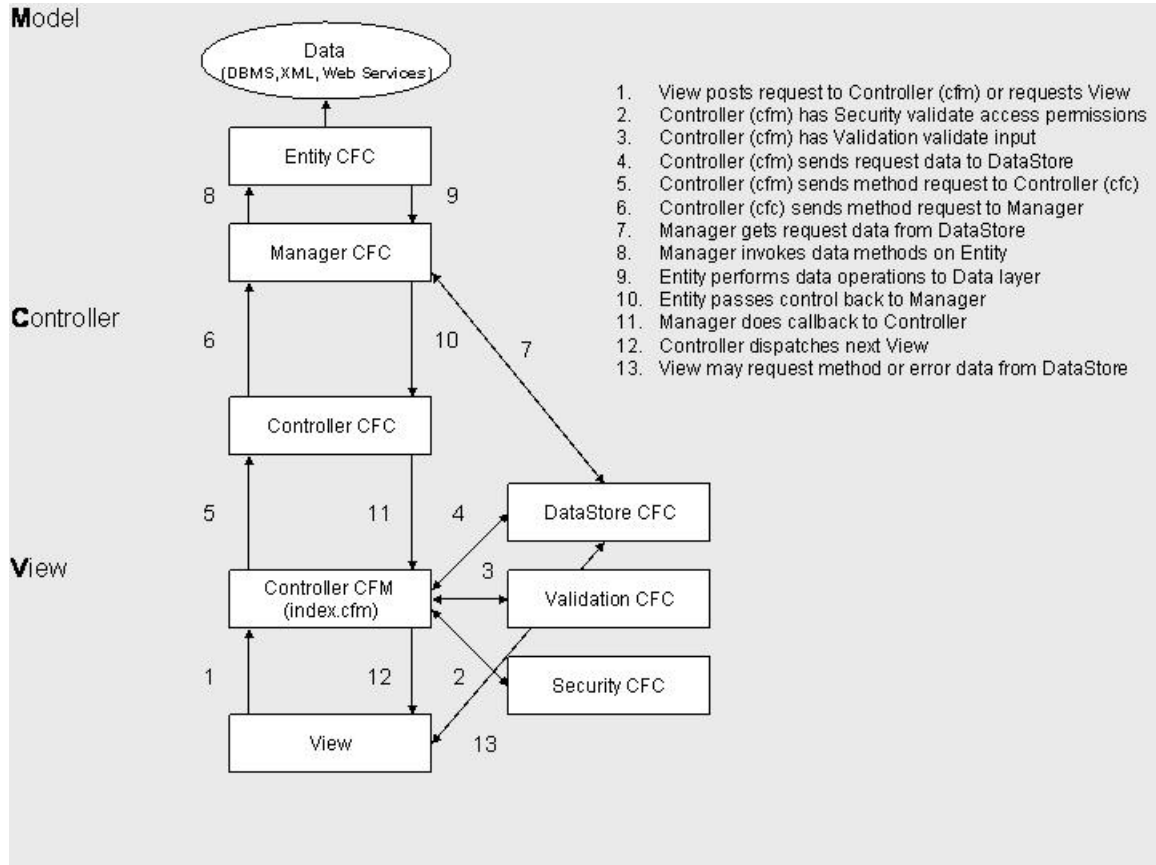 Model
Data
(DBMS,XML, Web Services)
Entity CFC
8
9
Manager CFC
Controller
6
10
7
Controller CFC
5
11
4
DataStore CFC
View
3
Controller CFM
(index.cfm)
Validation CFC
1
12
2
Security CFC
View
13
1. View posts request to Controller (cfm) or requests View
2. Controller (cfm) has Security validate access permissions
3. Controller (cfm) has Validation validate input
4. Controller (cfm) sends request data to DataStore
5. Controller (cfm) sends method request to Controller (cfc)
6. Controller (cfc) sends method request to Manager
7. Manager gets request data from DataStore
8. Manager invokes data methods on Entity
9. Entity performs data operations to Data layer
10. Entity passes control back to Manager
11. Manager does callback to Controller
12. Controller dispatches next View
13. View may request method or error data from DataStore